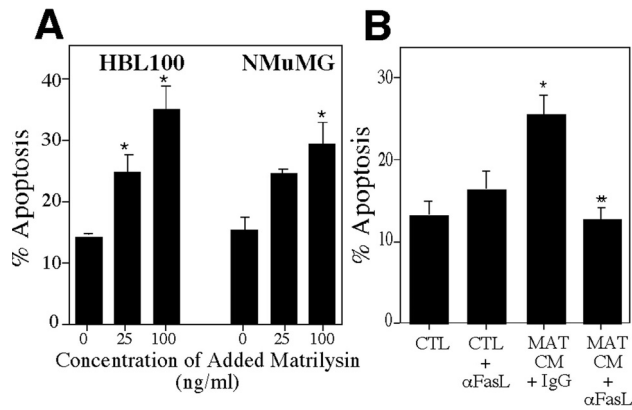 A
HBL100 NMuMG
% Apoptosis
40
30
20
10
0
* * *
0 25 100 0 25 100
Concentration of Added Matrilysin
(ng/ml)
B
% Apoptosis
30
20
10
0
* **
CTL
CTL
+
αFasL
MAT
CM
+ IgG
MAT
CM
+
αFasL